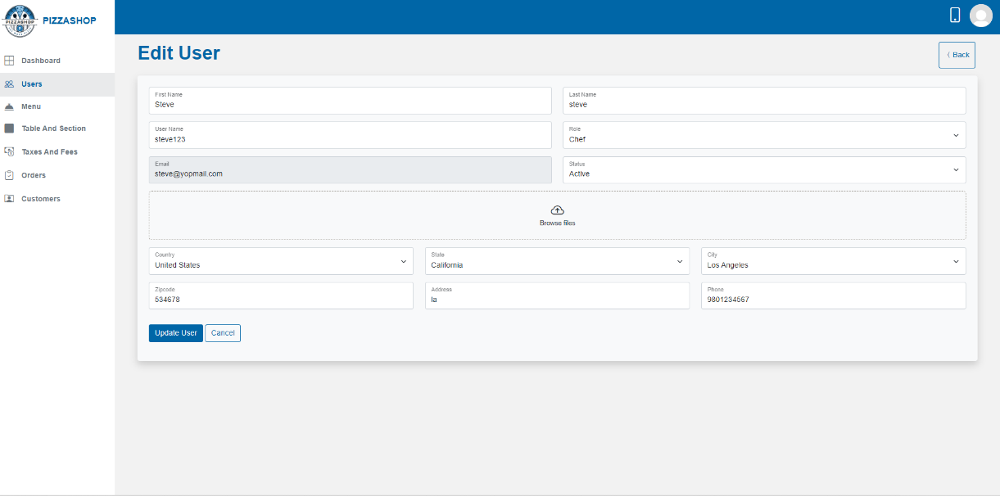 PIZZASHOP
PIZZASHOP
Dashboard
Users
Menu
Table And Section
Taxes And Fees
Orders
Customers
Edit User
Back
First Name
Steve
Last Name
steve
User Name
steve123
Role
Chef
Email
steve@yopmail.com
Status
Active
Browse files
Country
United States
State
California
City
Los Angeles
Zipcode
534678
Address
la
Phone
9801234567
Update User
Cancel